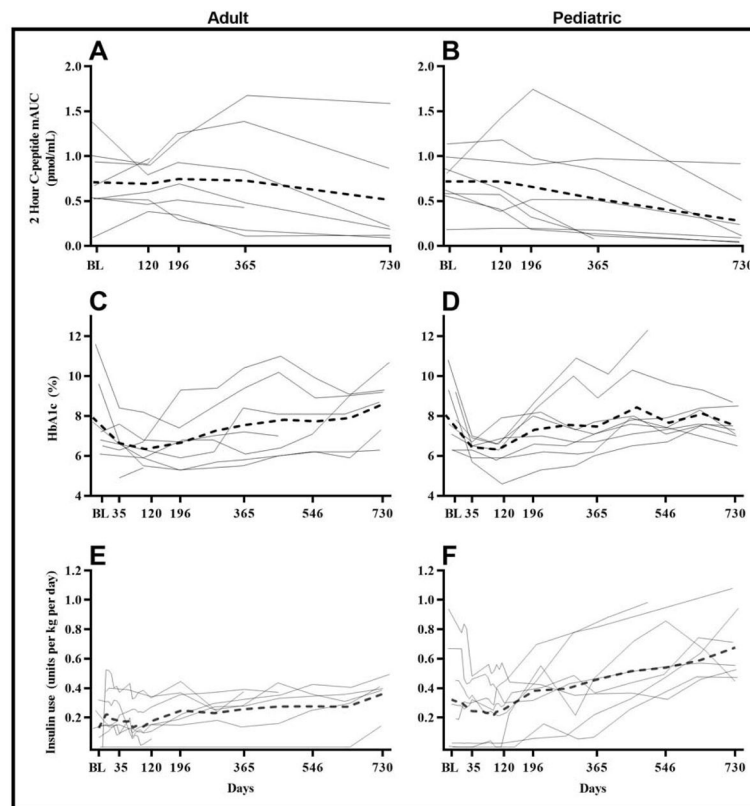 Adult Pediatric
A B
2 Hour C-peptide mAUC
(pmol/mL)
2.0
1.5
1.0
0.5
0.0
BL 120 196 365 730
2.0
1.5
1.0
0.5
0.0
BL 120 196 365 730
C D
HbA1c (%)
12
10
8
6
4
BL 35 120 196 365 546 730
12
10
8
6
4
BL 35 120 196 365 546 730
E F
Insulin use (units per kg per day)
1.2
1.0
0.8
0.6
0.4
0.2
BL 35 120 196 365 546 730
Days
1.2
1.0
0.8
0.6
0.4
0.2
BL 35 120 196 365 546 730
Days